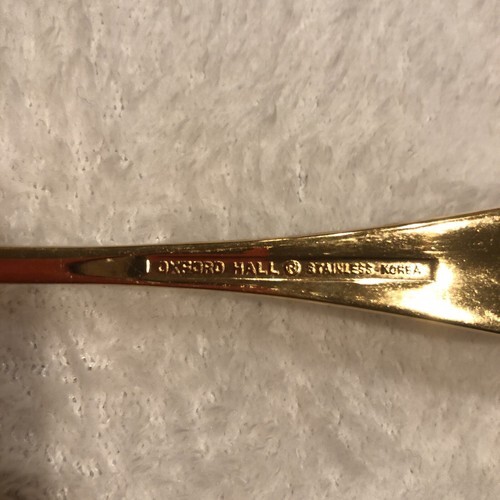 OXFORD HALL ® STAINLESS KOREA